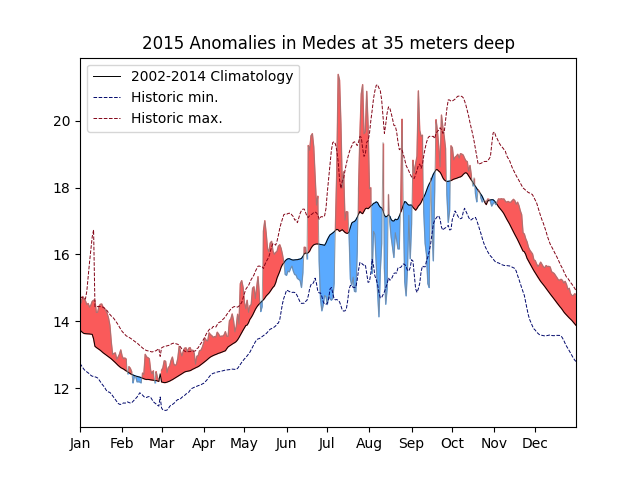 2015 Anomalies in Medes at 35 meters deep
2002-2014 Climatology
Historic min.
Historic max.
20
18
16
14
12
Jan Feb Mar Apr May Jun Jul Aug Sep Oct Nov Dec